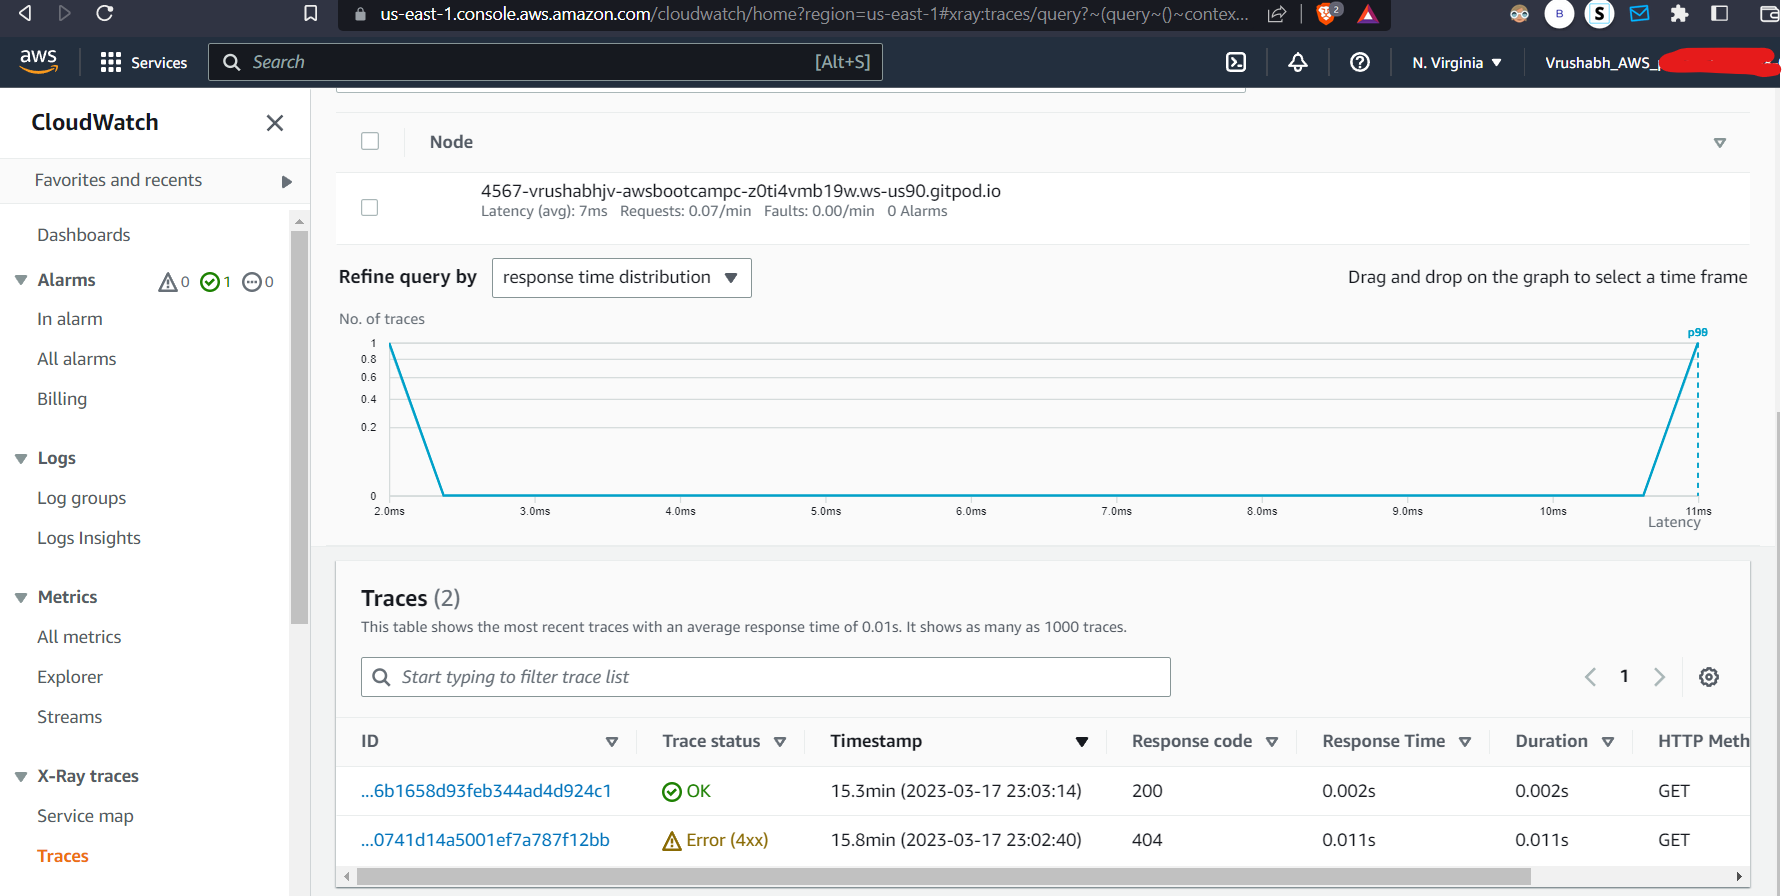 us-east-1.console.aws.amazon.com/cloudwatch/home?region=us-east-1#xray:traces/query?~(query~()~contex...
2
B
S
aws
Services
Search
[Alt+S]
N. Virginia
Vrushabh_AWS_
CloudWatch
Favorites and recents
Dashboards
Alarms
0
1
0
In alarm
All alarms
Billing
Logs
Log groups
Logs Insights
Metrics
All metrics
Explorer
Streams
X-Ray traces
Service map
Traces
Node
4567-vrushabhjv-awsbootcampc-z0ti4vmb19w.ws-us90.gitpod.io
Latency (avg): 7ms Requests: 0.07/min Faults: 0.00/min 0 Alarms
Refine query by
response time distribution
Drag and drop on the graph to select a time frame
No. of traces
1
0.8
0.6
0.4
0.2
0
2.0ms 3.0ms 4.0ms 5.0ms 6.0ms 7.0ms 8.0ms 9.0ms 10ms 11ms
Latency
Traces (2)
This table shows the most recent traces with an average response time of 0.01s. It shows as many as 1000 traces.
Start typing to filter trace list
1
ID Trace status Timestamp Response code Response Time Duration HTTP Meth
...6b1658d93feb344ad4d924c1 OK 15.3min (2023-03-17 23:03:14) 200 0.002s 0.002s GET
...0741d14a5001ef7a787f12bb Error (4xx) 15.8min (2023-03-17 23:02:40) 404 0.011s 0.011s GET